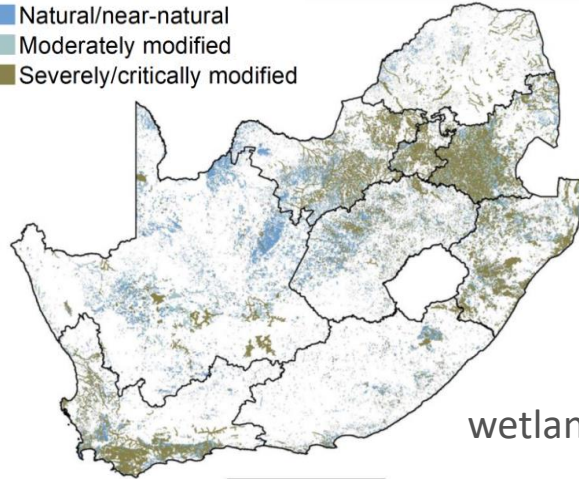 Natural/near-natural
Moderately modified
Severely/critically modified
wetlan